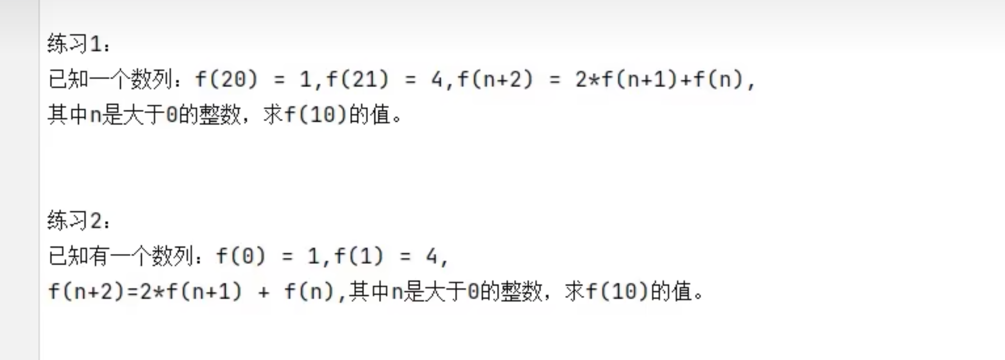 练习1：
已知一个数列：f(20) = 1,f(21) = 4,f(n+2) = 2*f(n+1)+f(n),
其中n是大于0的整数，求f(10)的值。
练习2：
已知有一个数列：f(0) = 1,f(1) = 4,
f(n+2)=2*f(n+1) + f(n),其中n是大于0的整数，求f(10)的值。